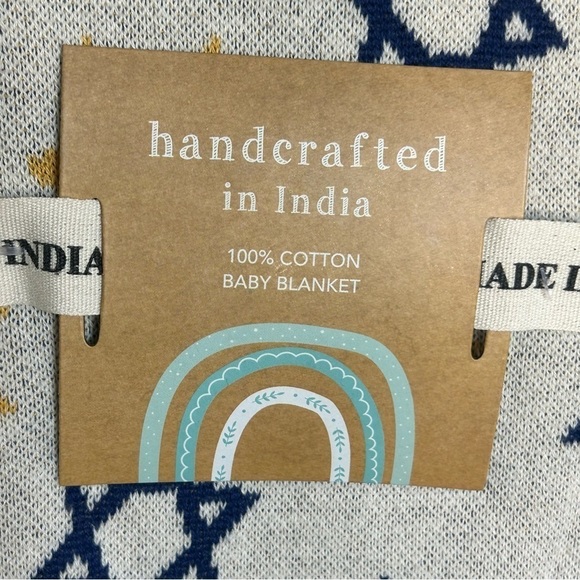 handcrafted
in India
100% COTTON
BABY BLANKET
INDIA
MADE I